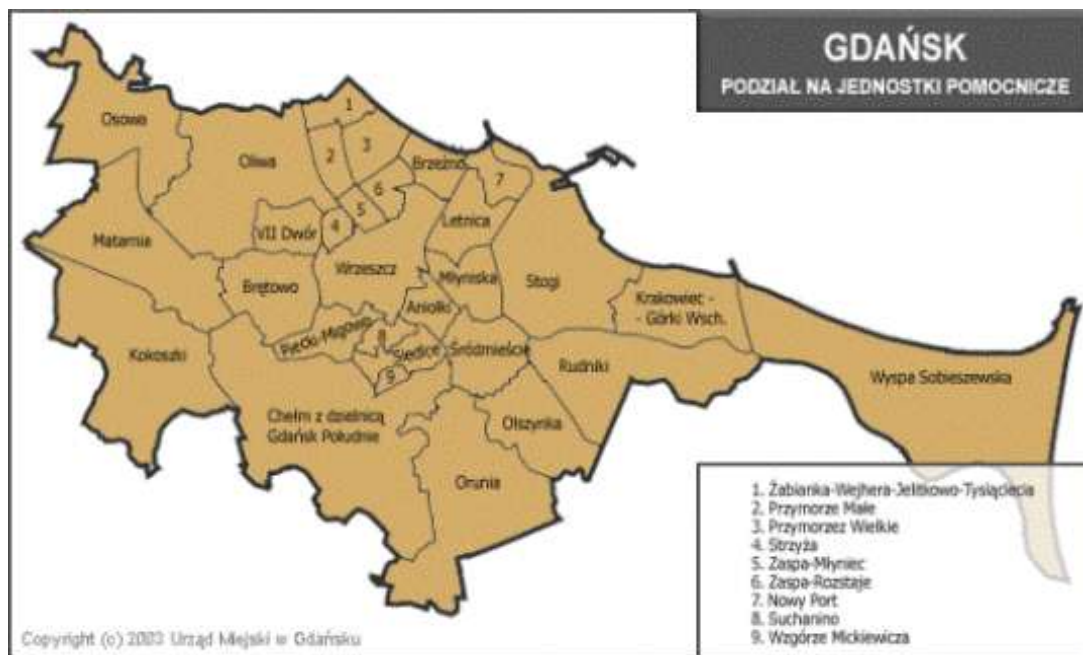 GDAŃSK
PODZIAŁ NA JEDNOSTKI POMOCNICZE
1
Osowa
Oliwa
2
3
Brzeźno
7
6
5
Letnica
VII Dwór
4
Matarnia
Wrzeszcz
Młyniska
Stogi
Brętowo
Krakowiec -
- Górki Wsch.
Aniołki
Piecki-Migowo
8
Siedlce
Śródmieście
Kokoszki
Rudniki
9
Wyspa Sobieszewska
Chełm z dzielnicą
Gdańsk Południe
Olszynka
Orunia
1. Żabianka-Wejhera-Jelitkowo-Tysiąclecia
2. Przymorze Małe
3. Przymorzez Wielkie
4. Strzyża
5. Zaspa-Młyniec
6. Zaspa-Rozstaje
7. Nowy Port
8. Suchanino
9. Wzgórze Mickiewicza
Copyright (c) 2003 Urząd Miejski w Gdańsku